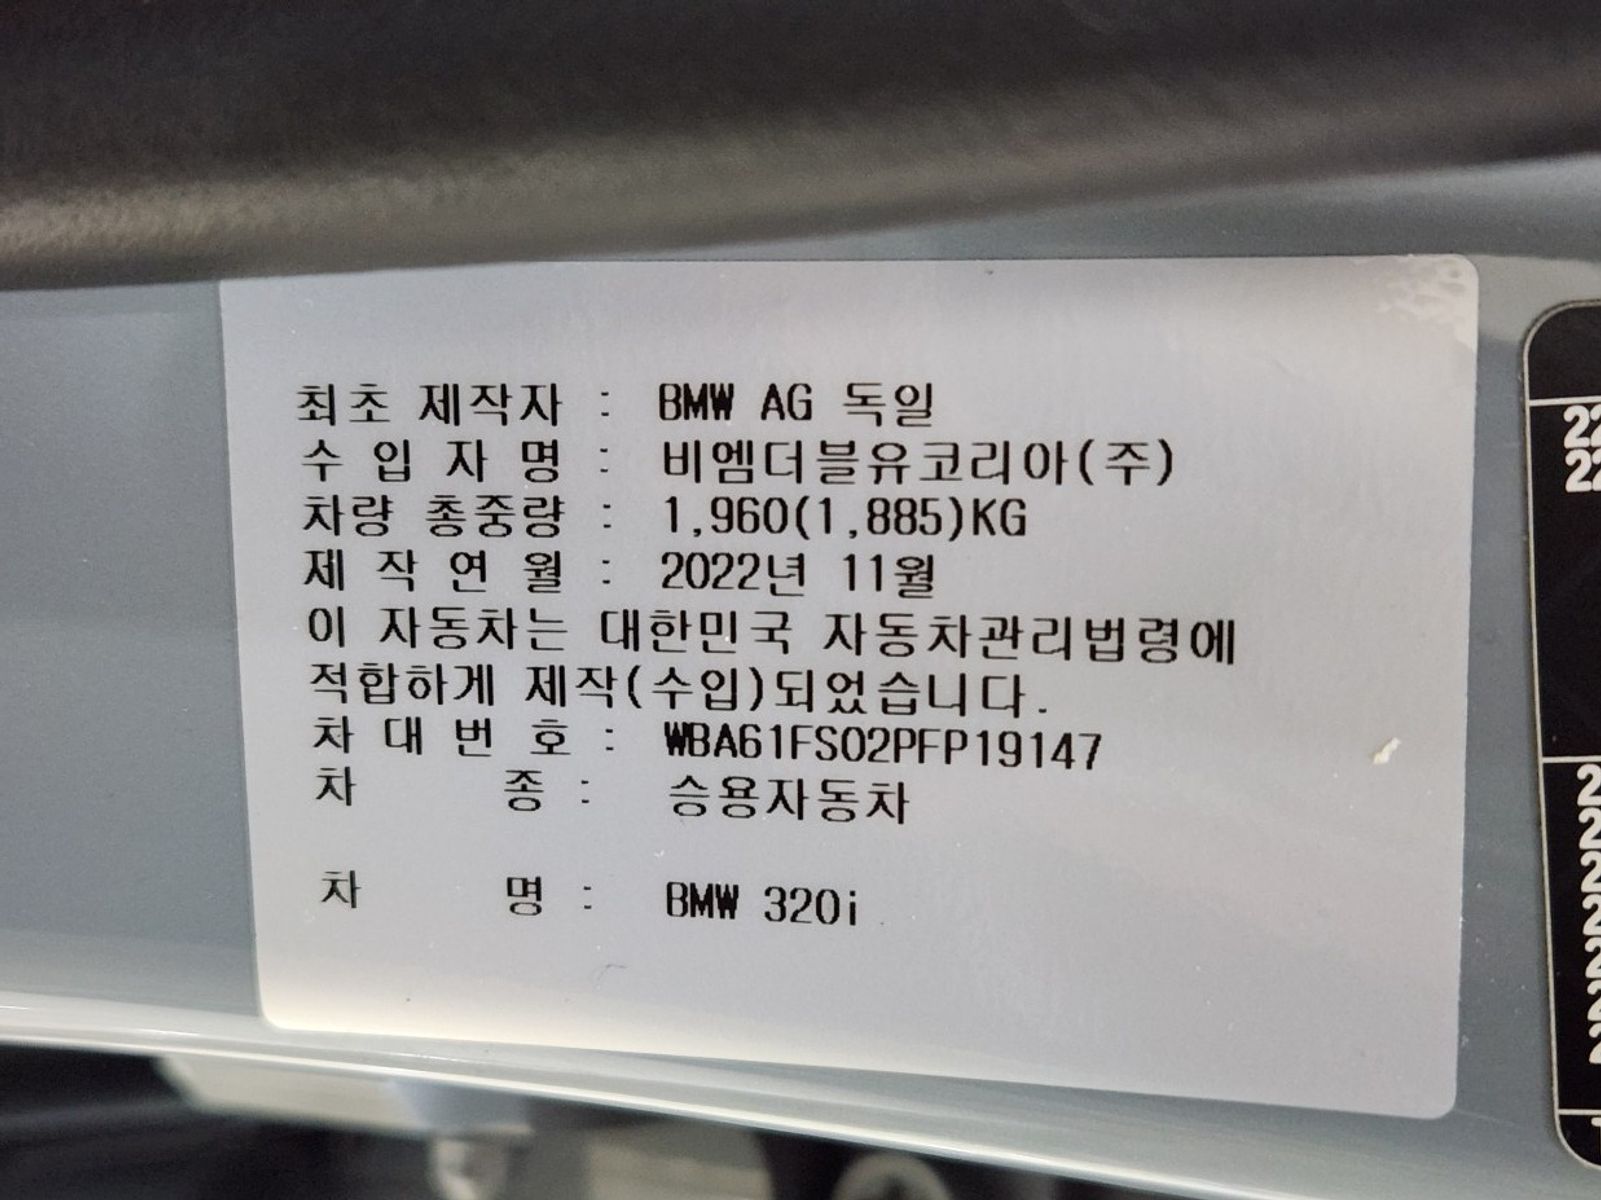 최초 제작자 : BMW AG 독일
수 입 자 명 : 비엠더블유코리아(주)
차량 총중량 : 1,960(1,885)KG
제 작 연 월 : 2022년 11월
이 자동차는 대한민국 자동차관리법령에
적합하게 제작(수입)되었습니다.
차 대 번 호 : WBA61FS02PFP19147
차 종 : 승용자동차
차 명 : BMW 320i